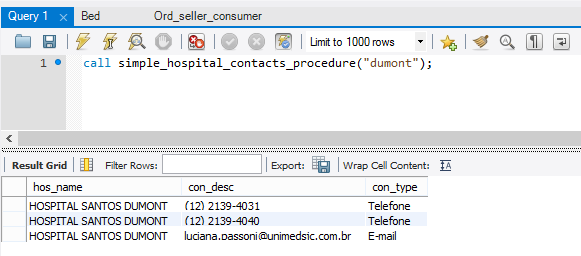 Query 1 Bed Ord_seller_consumer
Limit to 1000 rows
1 call simple_hospital_contacts_procedure("dumont");
Result Grid Filter Rows: Export: Wrap Cell Content:
hos_name con_desc con_type
HOSPITAL SANTOS DUMONT (12) 2139-4031 Telefone
HOSPITAL SANTOS DUMONT (12) 2139-4040 Telefone
HOSPITAL SANTOS DUMONT luciana.passoni@unimedsjc.com.br E-mail